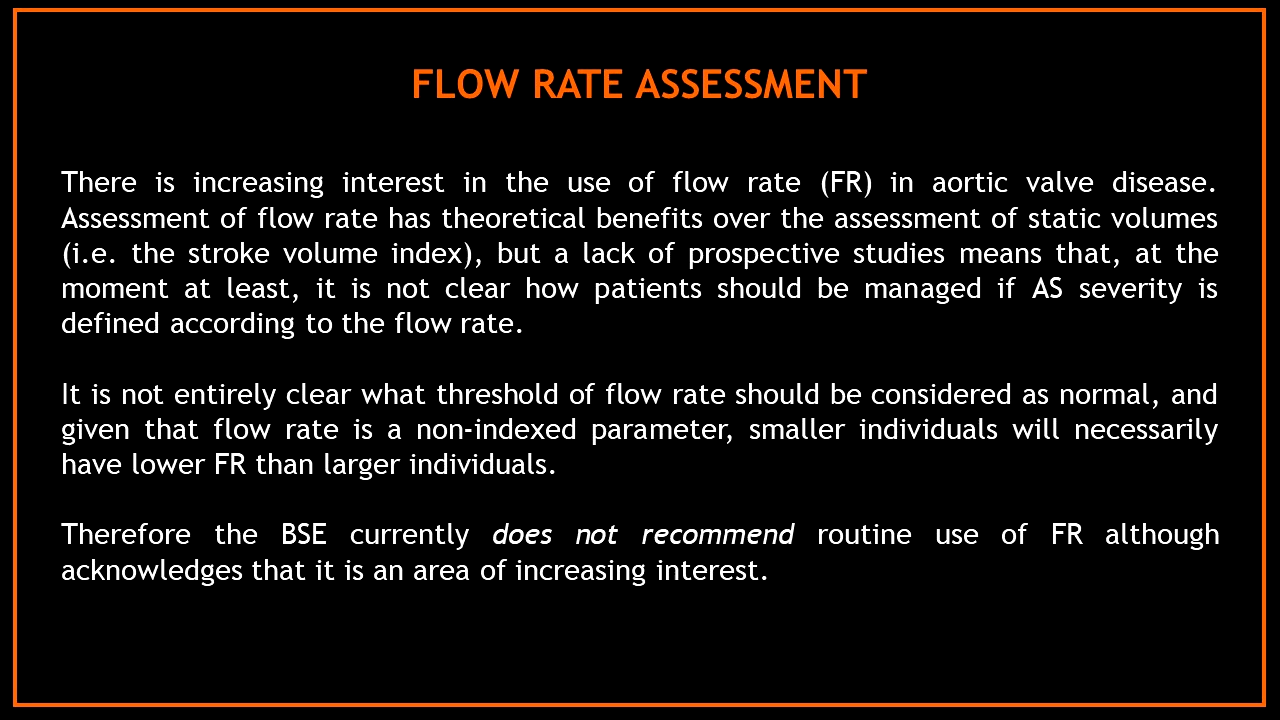 FLOW RATE ASSESSMENT
There is increasing interest in the use of flow rate (FR) in aortic valve disease.
Assessment of flow rate has theoretical benefits over the assessment of static volumes
(i.e. the stroke volume index), but a lack of prospective studies means that, at the
moment at least, it is not clear how patients should be managed if AS severity is
defined according to the flow rate.
It is not entirely clear what threshold of flow rate should be considered as normal, and
given that flow rate is a non-indexed parameter, smaller individuals will necessarily
have lower FR than larger individuals.
Therefore the BSE currently does not recommend routine use of FR although
acknowledges that it is an area of increasing interest.